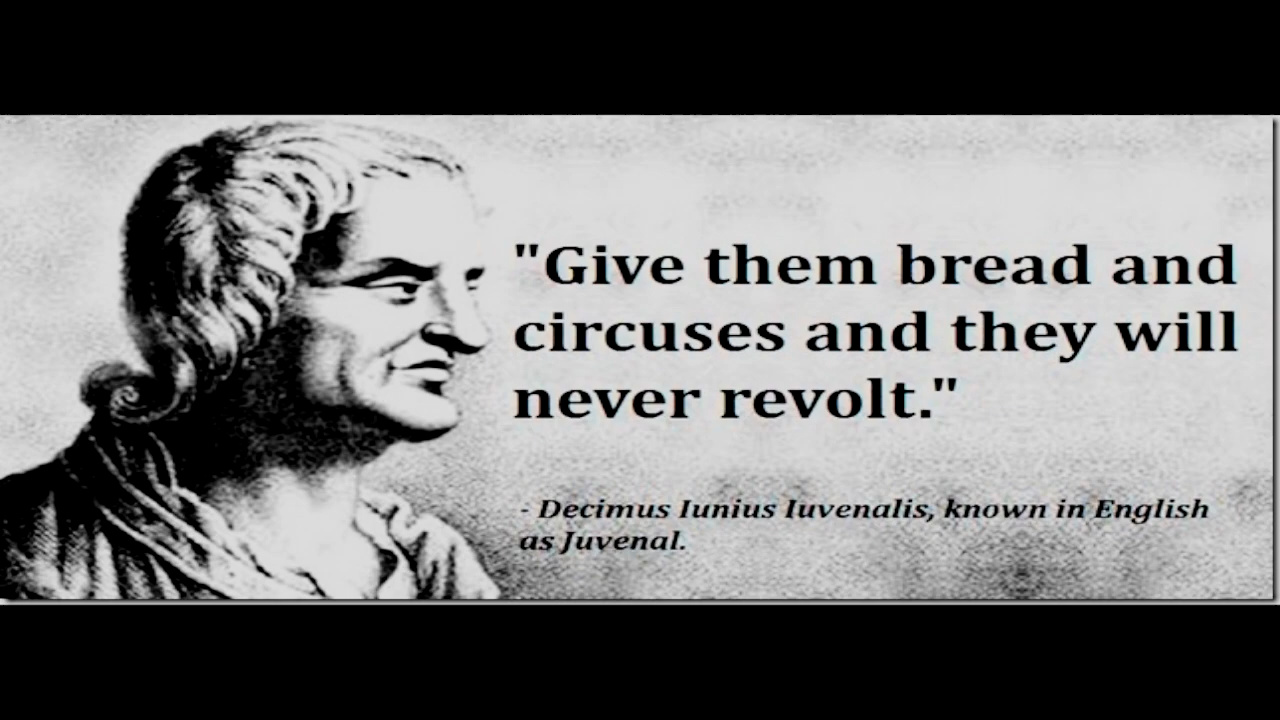 "Give them bread and
circuses and they will
never revolt."
- Decimus Iunius Iuvenalis, known in English
as Juvenal.